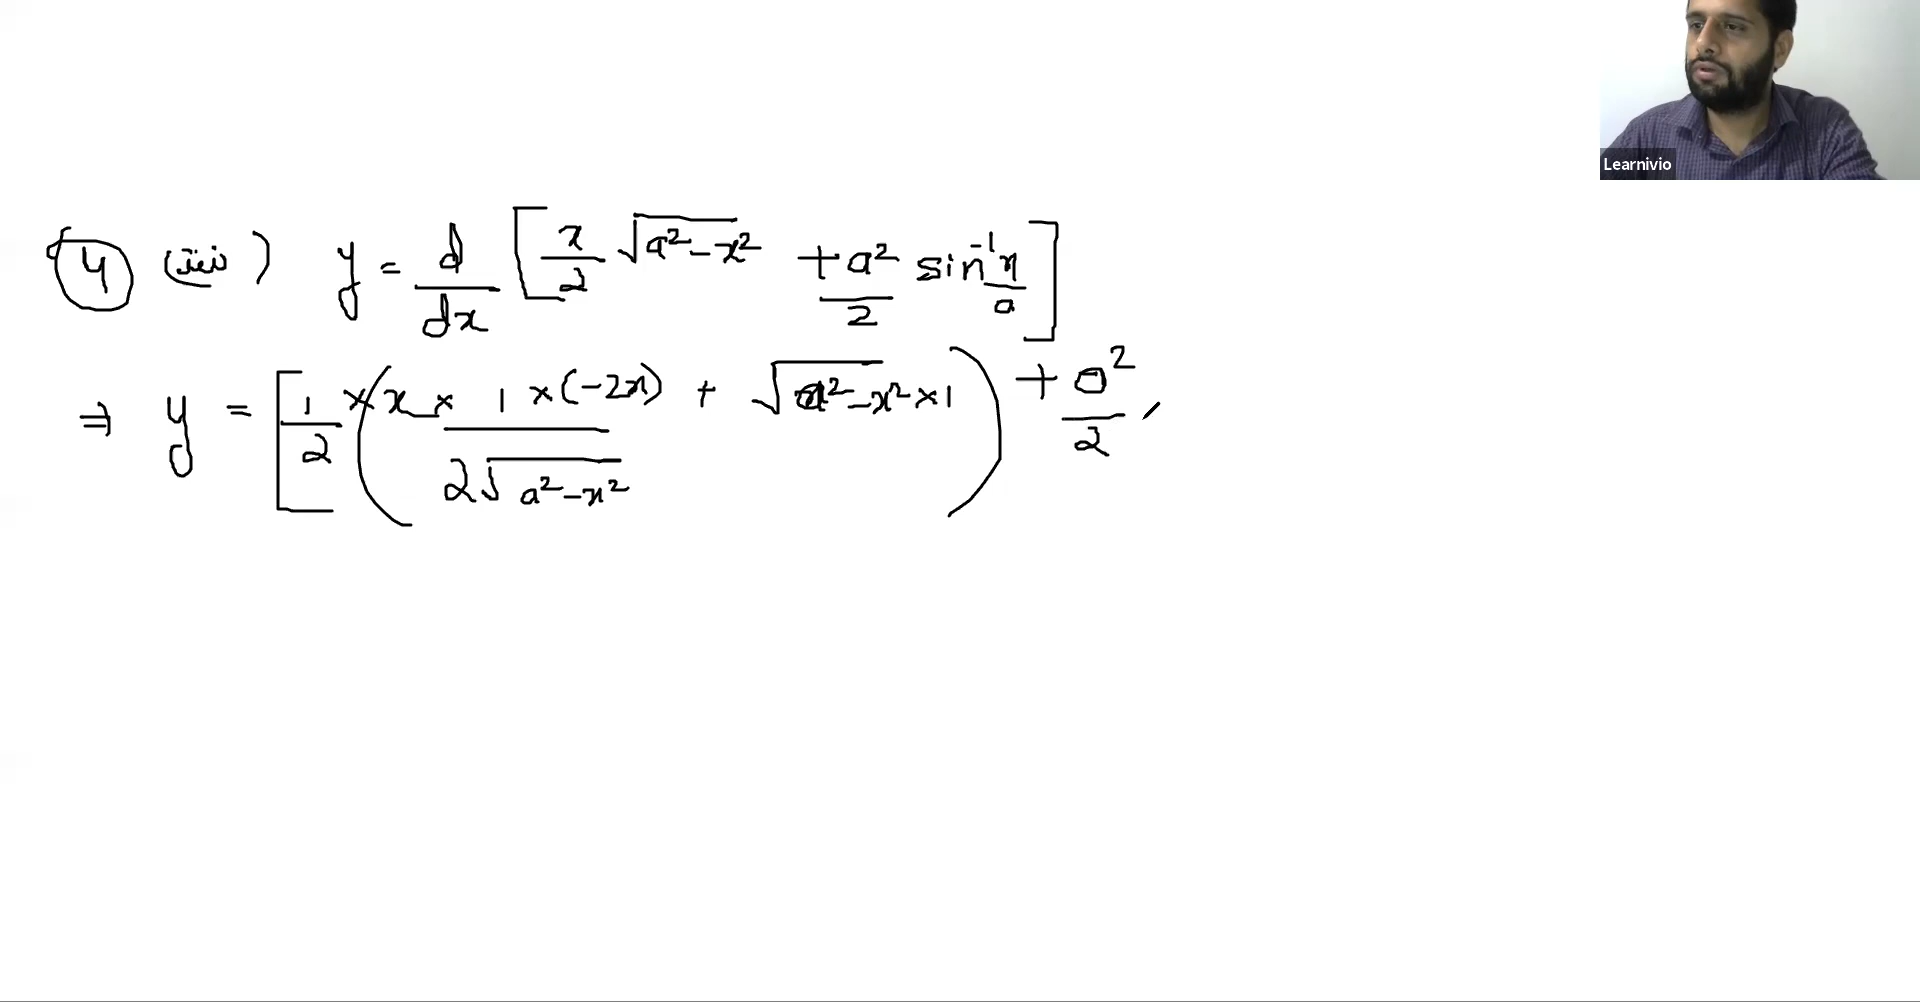 Learnivio
4 (iii) y = d/dx [x/2 √(a²-x²) + a²/2 sin⁻¹ x/a]
⇒ y = [1/2 × (x × 1/(2√(a²-x²)) × (-2x) + √(a²-x²) × 1) + a²/2